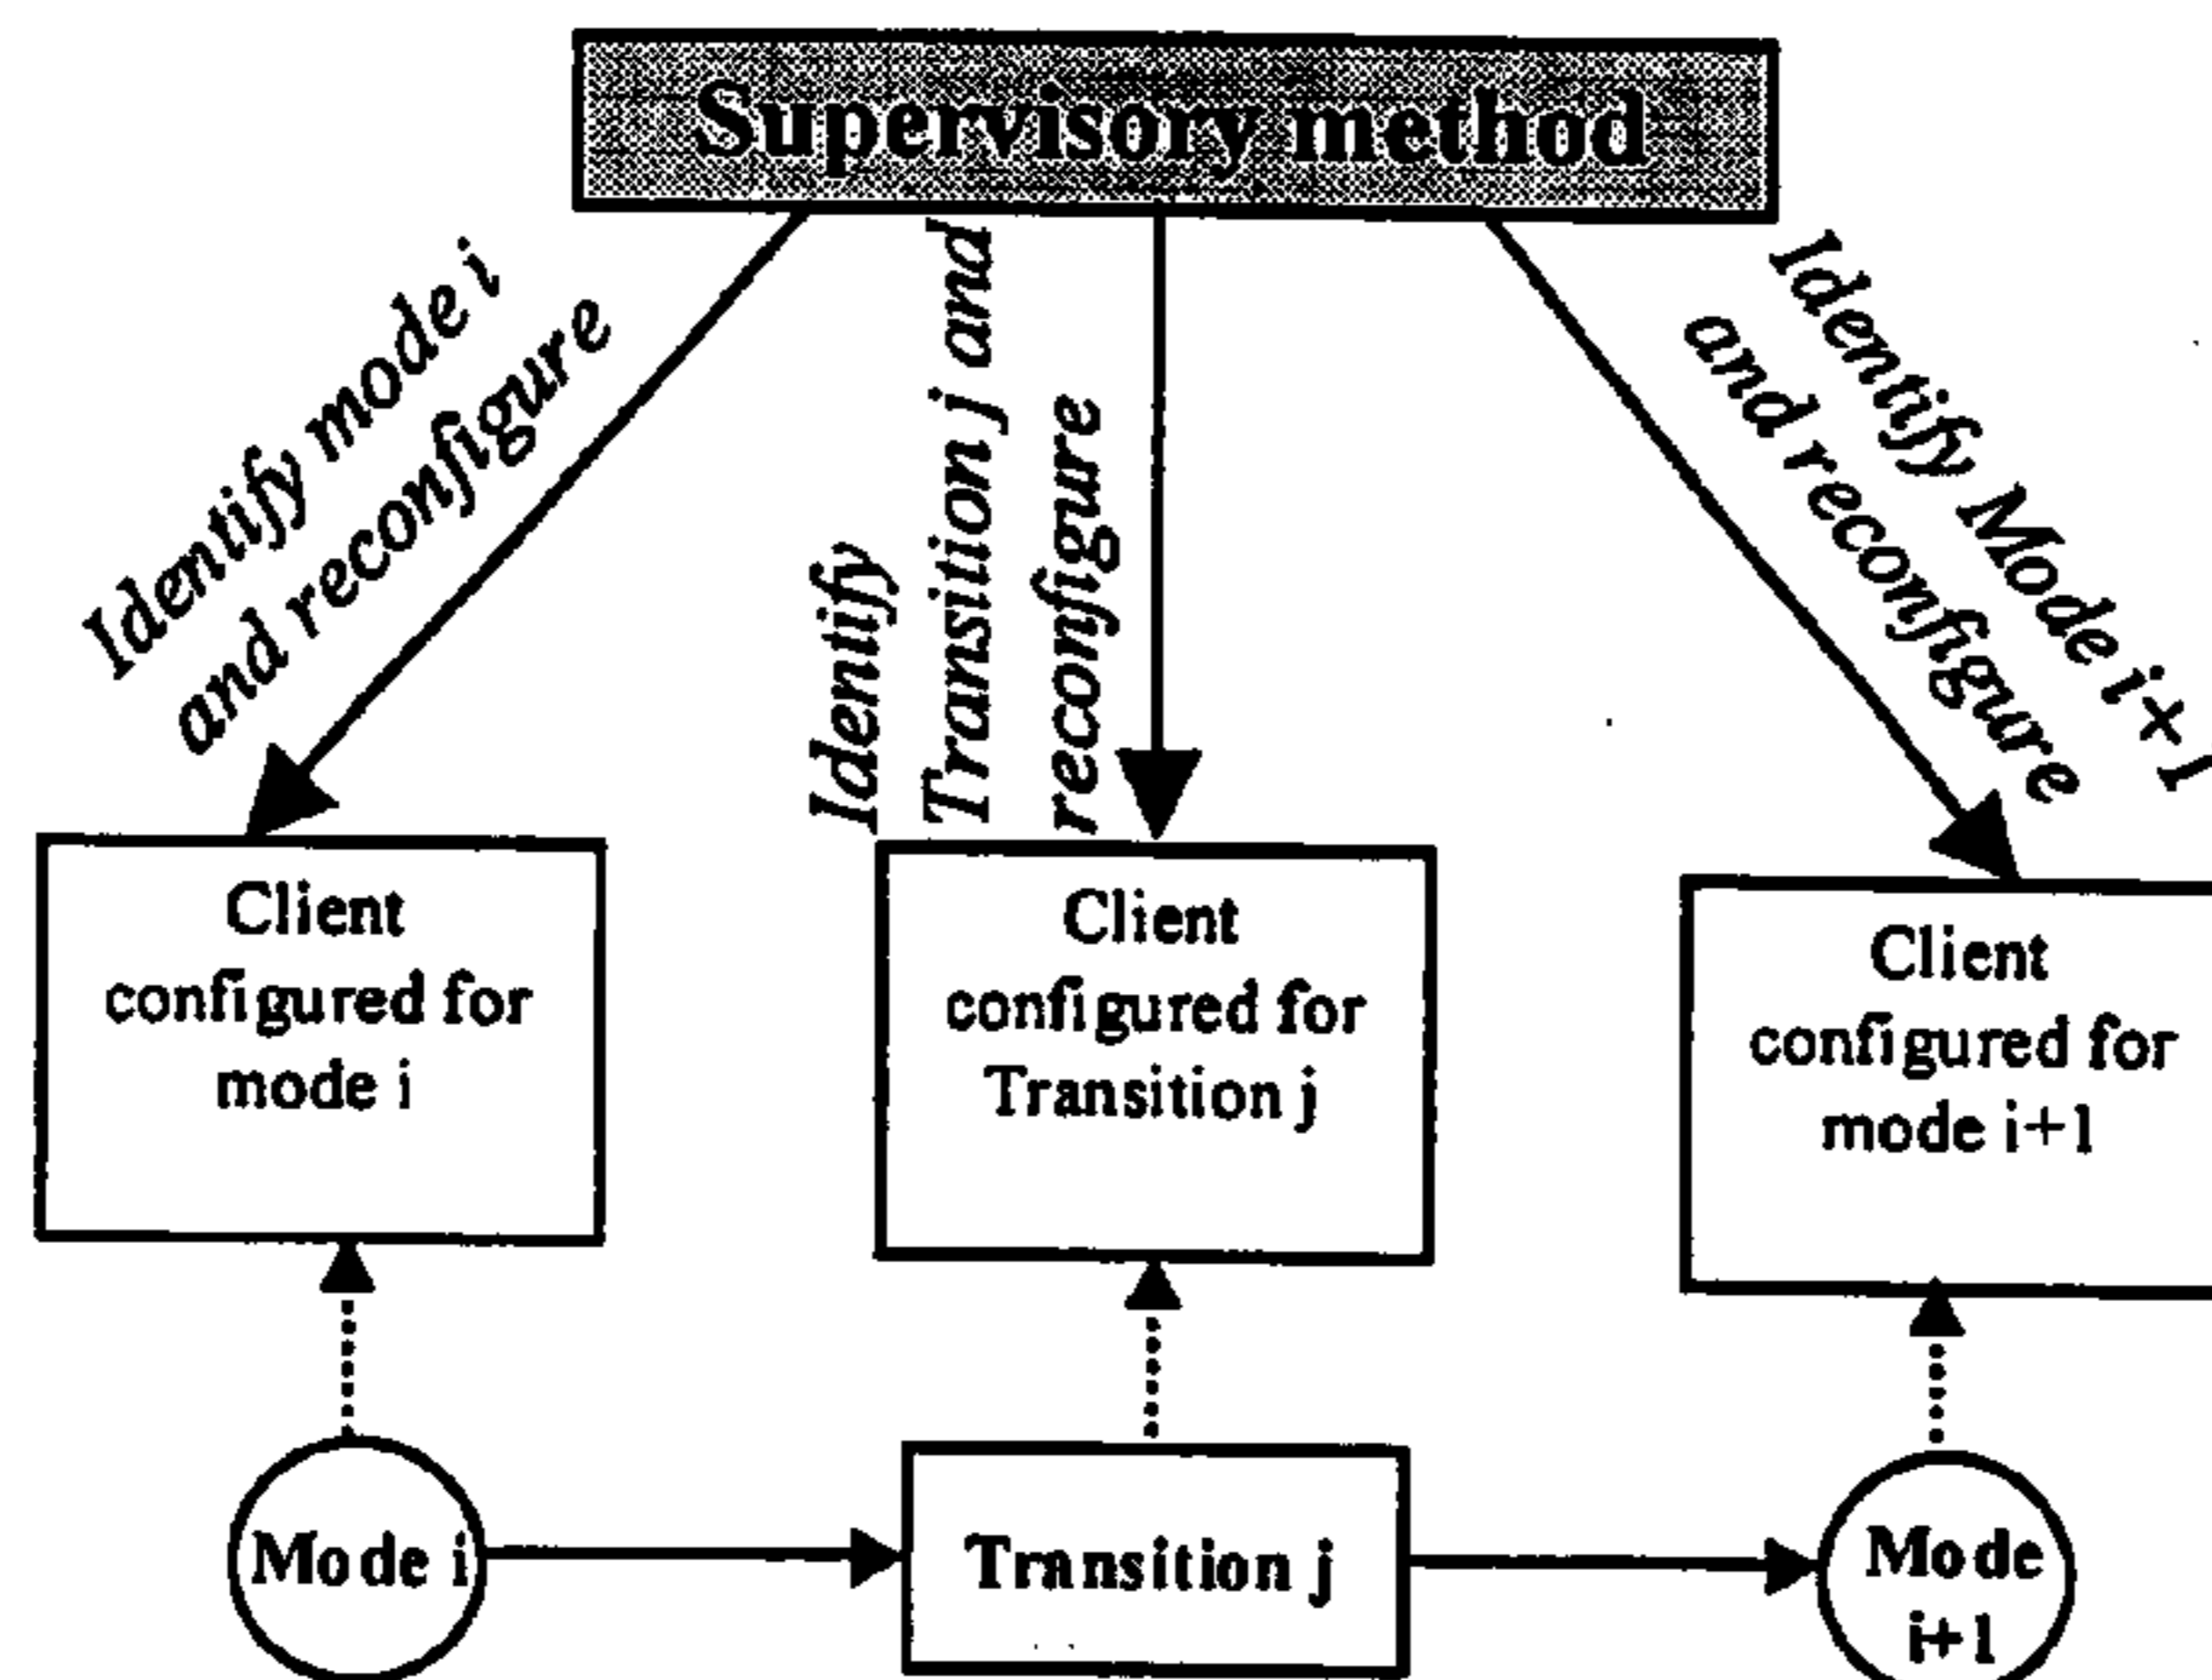 Supervisory method
Identify mode i
and reconfigure
Identify
Transition j and
reconfigure
Identify Mode i+1
and reconfigure
Client
configured for
mode i
Client
configured for
Transition j
Client
configured for
mode i+1
Mode i
Transition j
Mode
i+1